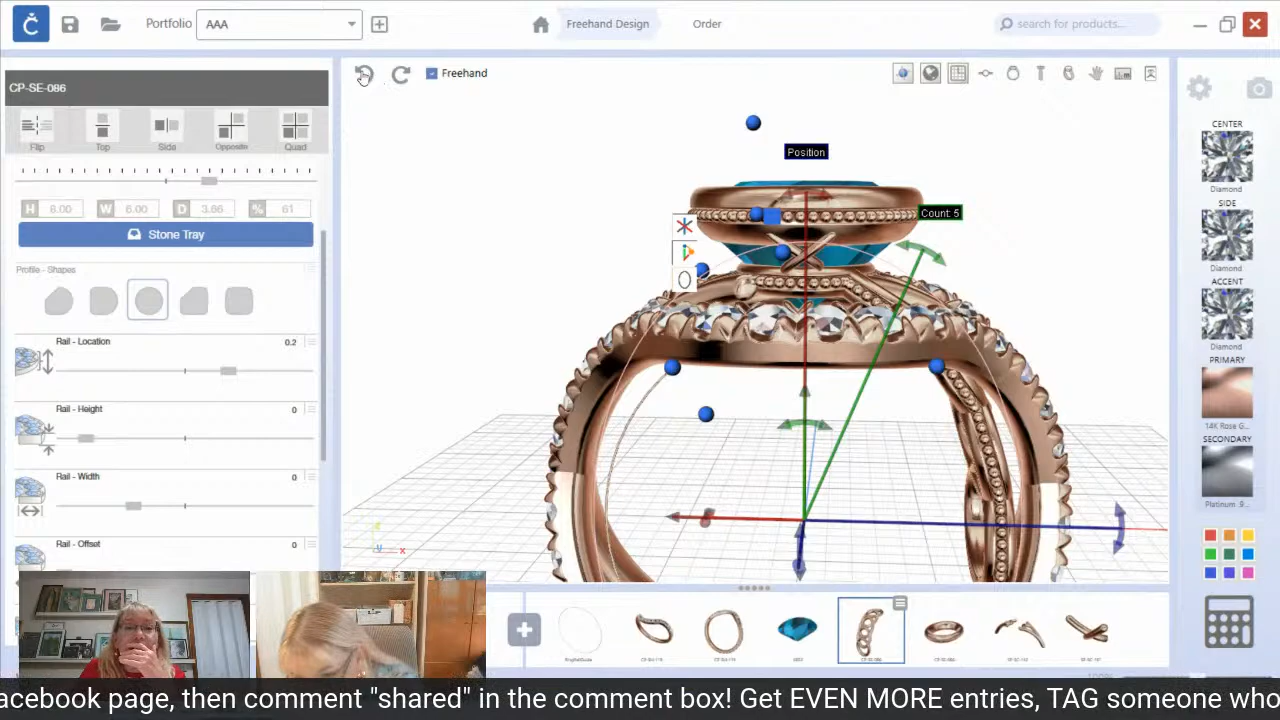 Portfolio
AAA
Freehand Design
Order
search for products...
CP-SE-086
Freehand
Flip
Top
Side
Opposite
Quad
H 6.00
W 6.00
D 3.66
% 61
Stone Tray
Profile - Shapes
Rail - Location
0.2
Rail - Height
0
Rail - Width
0
Rail - Offset
0
Position
Count: 5
x
CENTER
Diamond
SIDE
Diamond
ACCENT
Diamond
PRIMARY
14K Rose G...
SECONDARY
Platinum .9...
acebook page, then comment "shared" in the comment box! Get EVEN MORE entries, TAG someone who